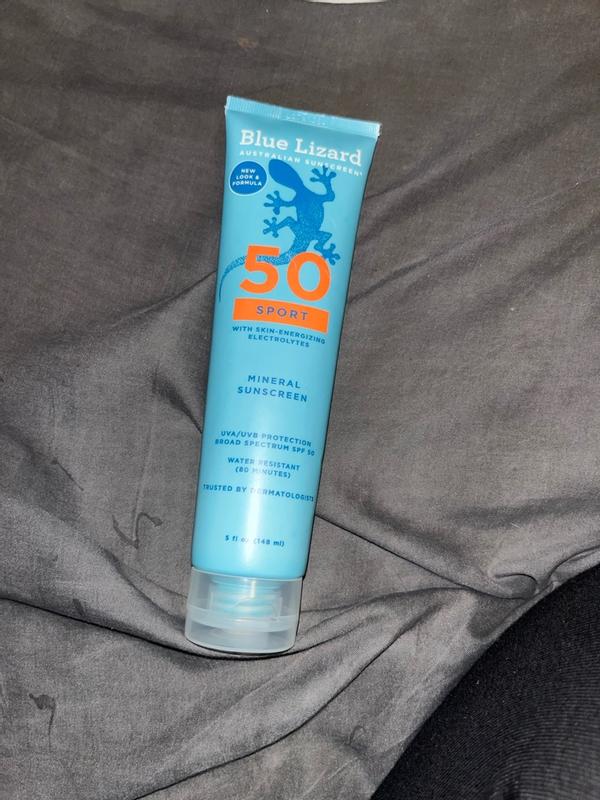 Blue Lizard
AUSTRALIAN SUNSCREEN
NEW
LOOK &
FORMULA
50
SPORT
WITH SKIN-ENERGIZING
ELECTROLYTES
MINERAL
SUNSCREEN
UVA/UVB PROTECTION
BROAD SPECTRUM SPF 50
WATER RESISTANT
(80 MINUTES)
TRUSTED BY DERMATOLOGISTS
5 fl oz (148 ml)